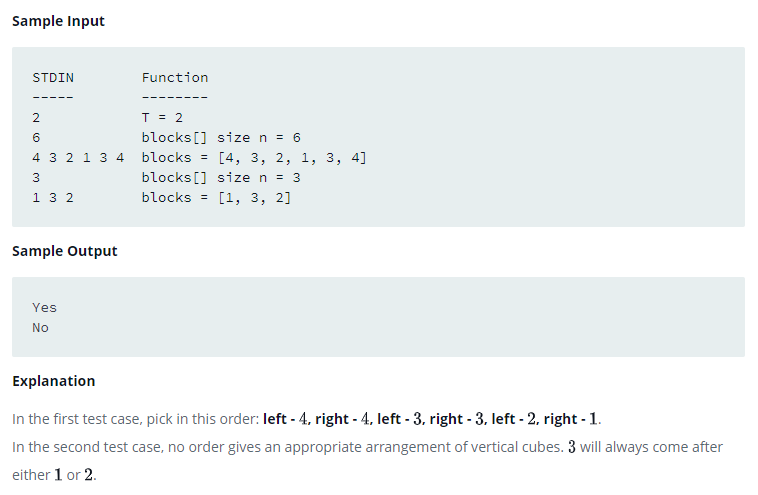 Sample Input
STDIN Function
----- --------
2 T = 2
6 blocks[] size n = 6
4 3 2 1 3 4 blocks = [4, 3, 2, 1, 3, 4]
3 blocks[] size n = 3
1 3 2 blocks = [1, 3, 2]
Sample Output
Yes
No
Explanation
In the first test case, pick in this order: left - 4, right - 4, left - 3, right - 3, left - 2, right - 1.
In the second test case, no order gives an appropriate arrangement of vertical cubes. 3 will always come after
either 1 or 2.